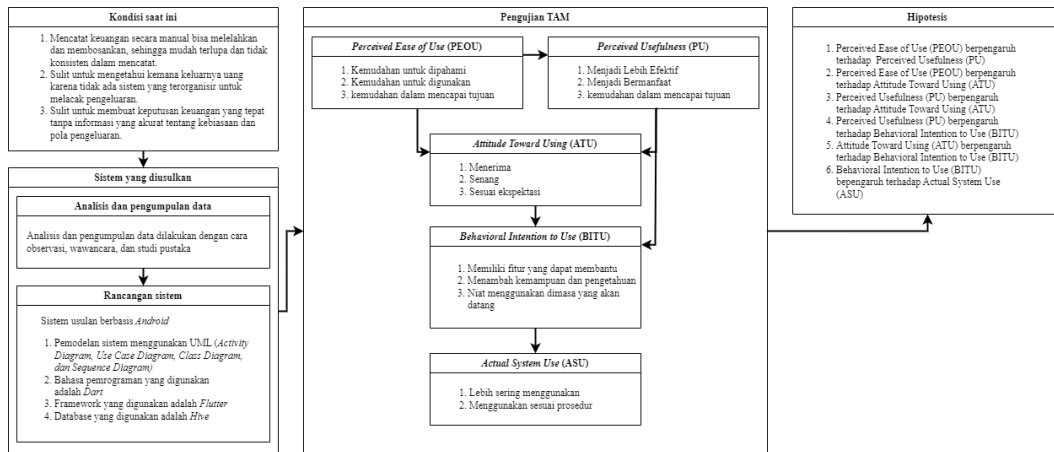 Kondisi saat ini
1. Mencatat keuangan secara manual bisa melelahkan
dan membosankan, sehingga mudah terlupa dan tidak
konsisten dalam mencatat.
2. Sulit untuk mengetahui kemana keluarnya uang
karena tidak ada sistem yang terorganisir untuk
melacak pengeluaran.
3. Sulit untuk membuat keputusan keuangan yang tepat
tanpa informasi yang akurat tentang kebiasaan dan
pola pengeluaran.
Sistem yang diusulkan
Analisis dan pengumpulan data
Analisis dan pengumpulan data dilakukan dengan cara
observasi, wawancara, dan studi pustaka
Rancangan sistem
Sistem usulan berbasis Android
1. Pemodelan sistem menggunakan UML (Activity
Diagram, Use Case Diagram, Class Diagram,
dan Sequence Diagram)
2. Bahasa pemrograman yang digunakan
adalah Dart
3. Framework yang digunakan adalah Flutter
4. Database yang digunakan adalah Hive
Pengujian TAM
Perceived Ease of Use (PEOU)
1. Kemudahan untuk dipahami
2. Kemudahan untuk digunakan
3. kemudahan dalam mencapai tujuan
Perceived Usefulness (PU)
1. Menjadi Lebih Efektif
2. Menjadi Bermanfaat
3. kemudahan dalam mencapai tujuan
Attitude Toward Using (ATU)
1. Menerima
2. Senang
3. Sesuai ekspektasi
Behavioral Intention to Use (BITU)
1. Memiliki fitur yang dapat membantu
2. Menambah kemampuan dan pengetahuan
3. Niat menggunakan dimasa yang akan
datang
Actual System Use (ASU)
1. Lebih sering menggunakan
2. Menggunakan sesuai prosedur
Hipotesis
1. Perceived Ease of Use (PEOU) berpengaruh
terhadap Perceived Usefulness (PU)
2. Perceived Ease of Use (PEOU) berpengaruh
terhadap Attitude Toward Using (ATU)
3. Perceived Usefulness (PU) berpengaruh
terhadap Attitude Toward Using (ATU)
4. Perceived Usefulness (PU) berpengaruh
terhadap Behavioral Intention to Use (BITU)
5. Attitude Toward Using (ATU) berpengaruh
terhadap Behavioral Intention to Use (BITU)
6. Behavioral Intention to Use (BITU)
bepengaruh terhadap Actual System Use
(ASU)